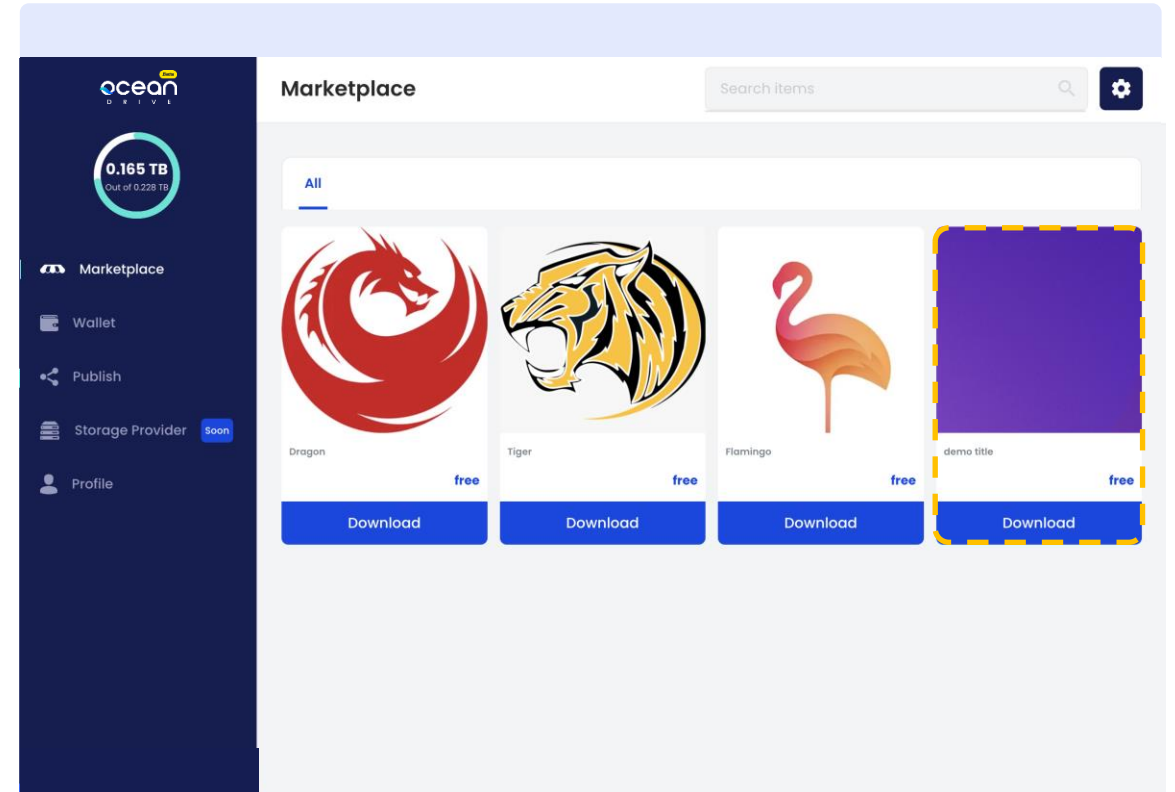 Beta
ocean
DRIVE
0.165 TB
Out of 0.228 TB
Marketplace
Wallet
Publish
Storage Provider Soon
Profile
Marketplace
Search items
All
Dragon
free
Download
Tiger
free
Download
Flamingo
free
Download
demo title
free
Download